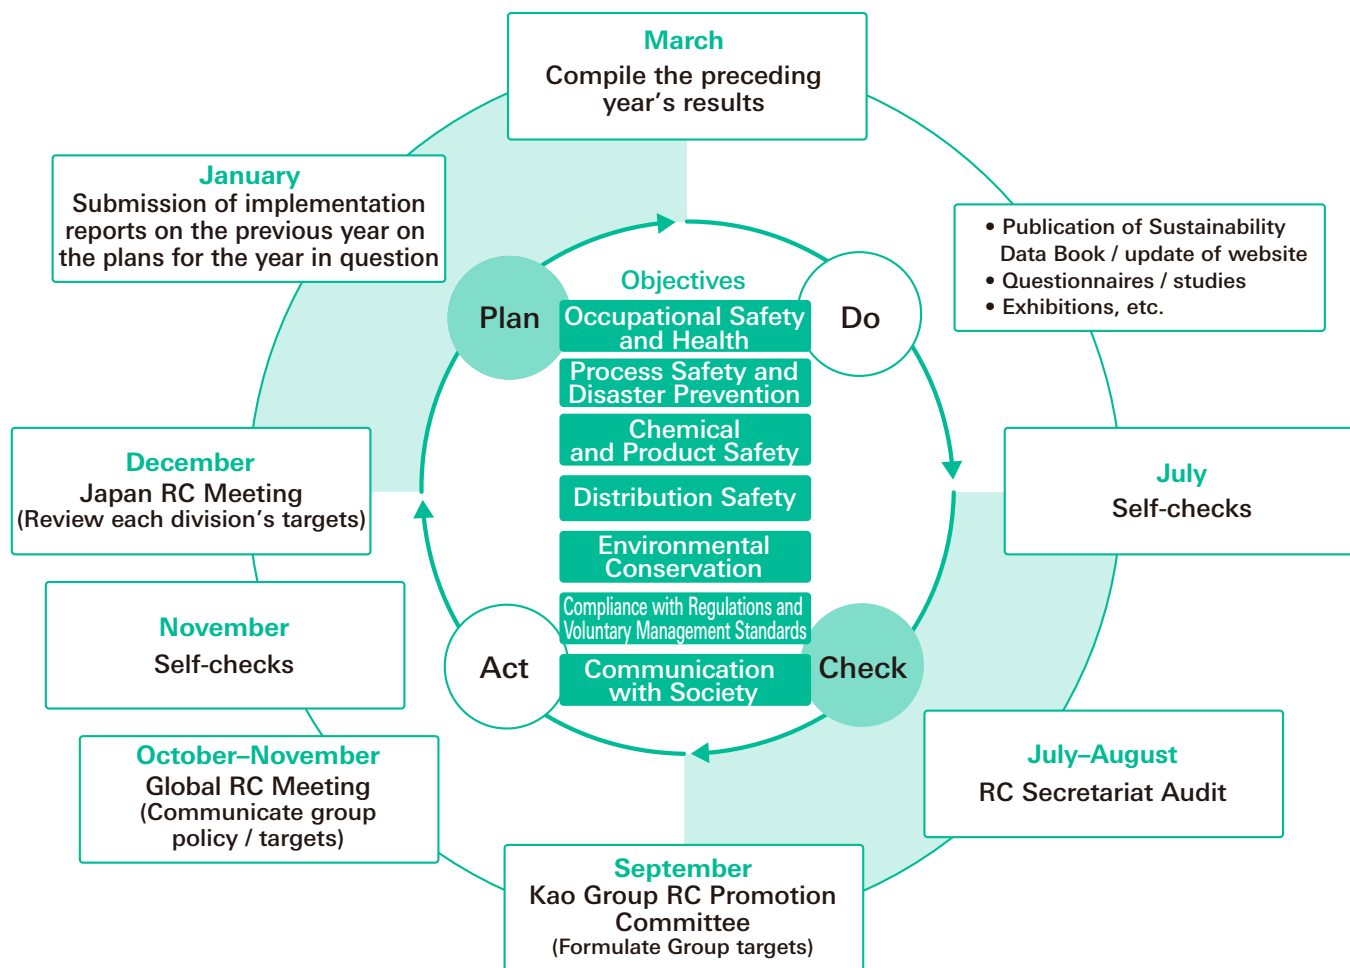 March
Compile the preceding
year’s results
January
Submission of implementation
reports on the previous year on
the plans for the year in question
• Publication of Sustainability
Data Book / update of website
• Questionnaires / studies
• Exhibitions, etc.
Plan
Do
Objectives
Occupational Safety
and Health
Process Safety and
Disaster Prevention
Chemical
and Product Safety
Distribution Safety
Environmental
Conservation
Compliance with Regulations and
Voluntary Management Standards
Communication
with Society
Act
Check
December
Japan RC Meeting
(Review each division’s targets)
July
Self-checks
November
Self-checks
October–November
Global RC Meeting
(Communicate group
policy / targets)
July–August
RC Secretariat Audit
September
Kao Group RC Promotion
Committee
(Formulate Group targets)